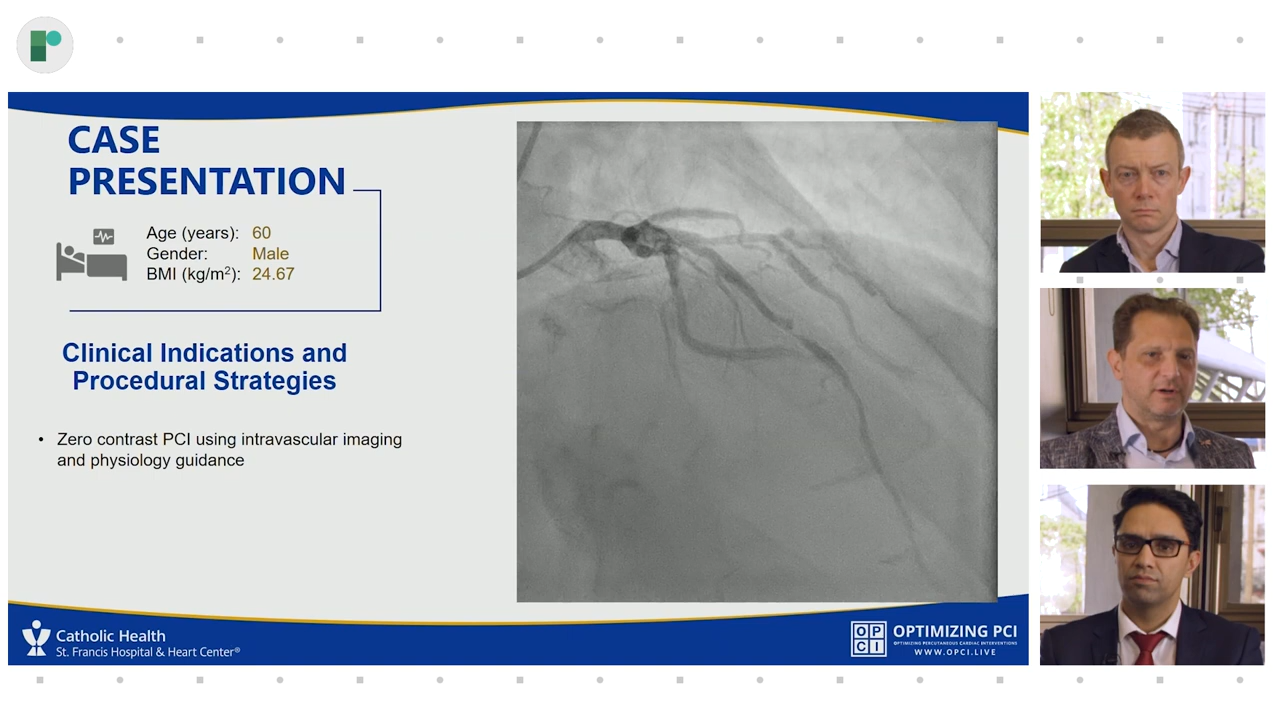 CASE
PRESENTATION
Age (years): 60
Gender: Male
BMI (kg/m²): 24.67
Clinical Indications and
Procedural Strategies
• Zero contrast PCI using intravascular imaging
and physiology guidance
Catholic Health
St. Francis Hospital & Heart Center®
OP
CI
OPTIMIZING PCI
OPTIMIZING PERCUTANEOUS CARDIAC INTERVENTIONS
WWW.OPCI.LIVE